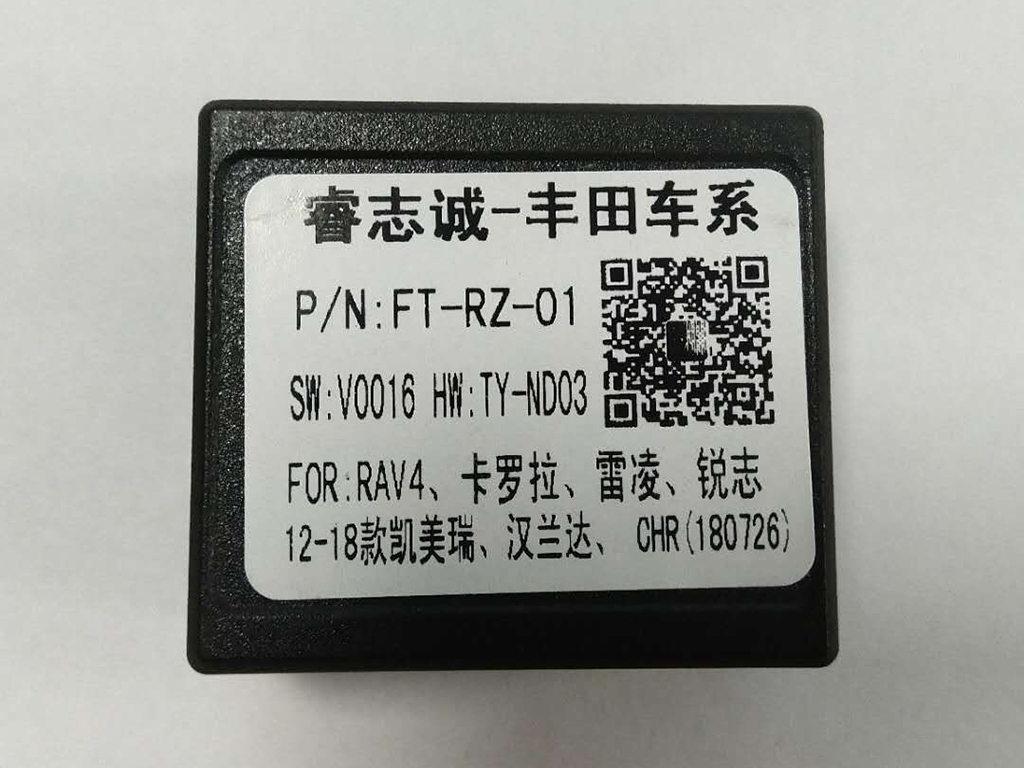 睿志诚-丰田车系
P/N:FT-RZ-01
SW:V0016 HW:TY-ND03
FOR:RAV4、卡罗拉、雷凌、锐志
12-18款凯美瑞、汉兰达、CHR(180726)